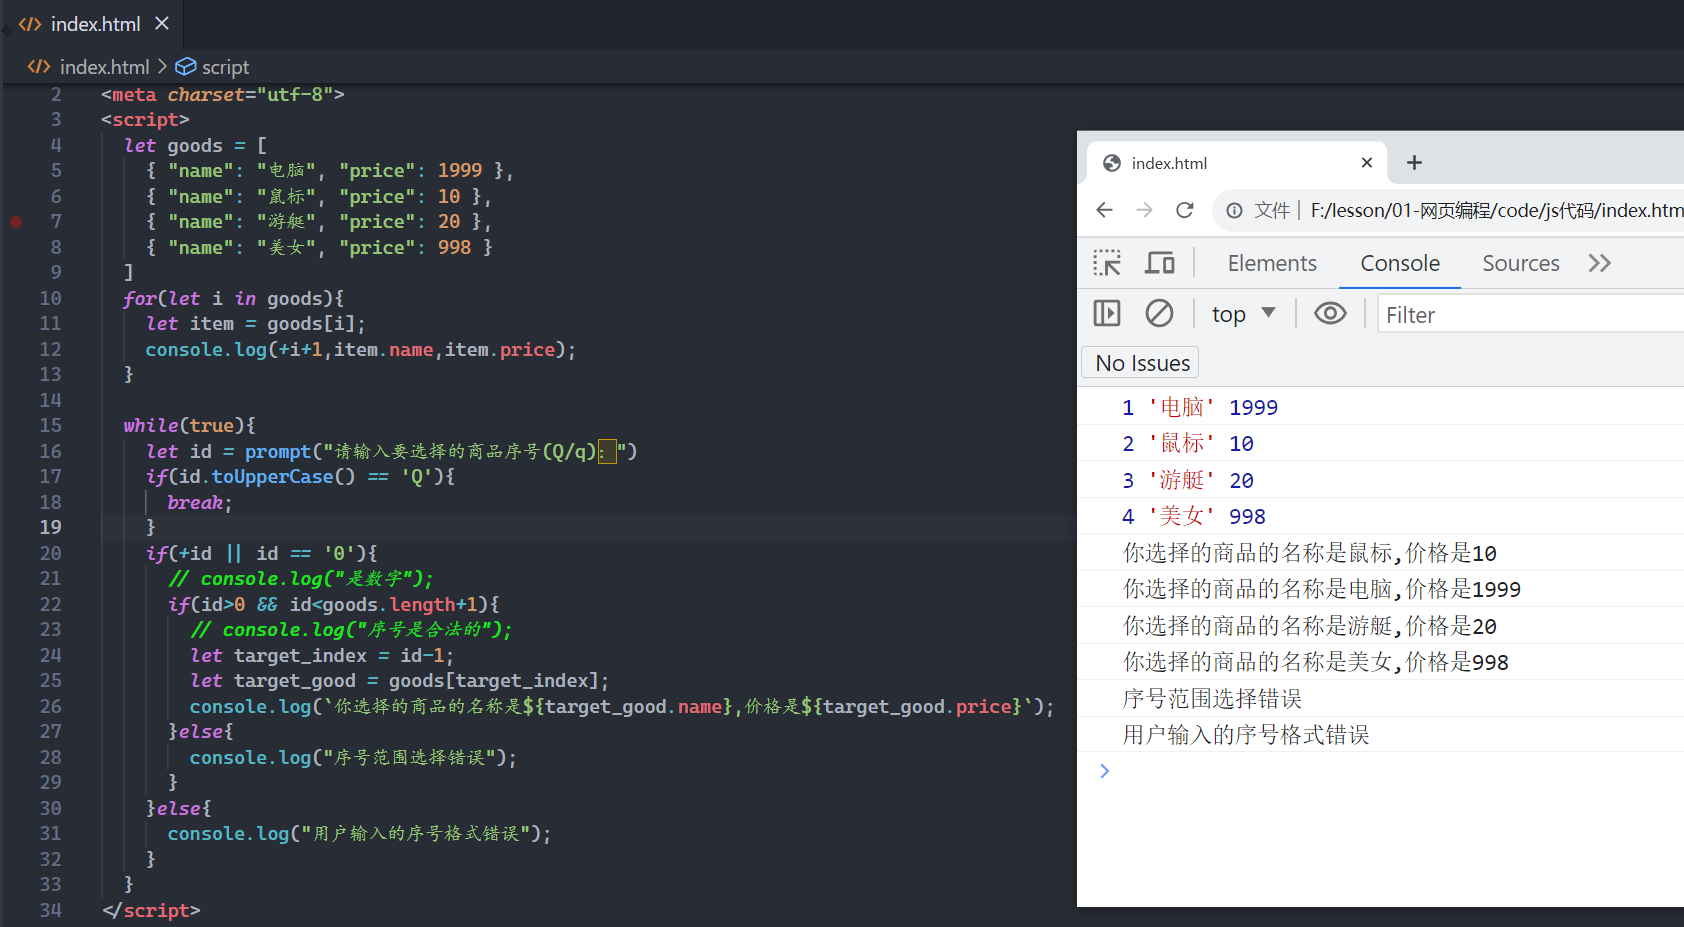 index.html
index.html > script
2 <meta charset="utf-8">
3 <script>
4 let goods = [
5 { "name": "电脑", "price": 1999 },
6 { "name": "鼠标", "price": 10 },
7 { "name": "游艇", "price": 20 },
8 { "name": "美女", "price": 998 }
9 ]
10 for(let i in goods){
11 let item = goods[i];
12 console.log(+i+1,item.name,item.price);
13 }
14
15 while(true){
16 let id = prompt("请输入要选择的商品序号(Q/q)：")
17 if(id.toUpperCase() == 'Q'){
18 break;
19 }
20 if(+id || id == '0'){
21 // console.log("是数字");
22 if(id>0 && id<goods.length+1){
23 // console.log("序号是合法的");
24 let target_index = id-1;
25 let target_good = goods[target_index];
26 console.log(`你选择的商品的名称是${target_good.name},价格是${target_good.price}`);
27 }else{
28 console.log("序号范围选择错误");
29 }
30 }else{
31 console.log("用户输入的序号格式错误");
32 }
33 }
34 </script>
index.html
文件 | F:/lesson/01-网页编程/code/js代码/index.htm
Elements Console Sources
top Filter
No Issues
1 '电脑' 1999
2 '鼠标' 10
3 '游艇' 20
4 '美女' 998
你选择的商品的名称是鼠标,价格是10
你选择的商品的名称是电脑,价格是1999
你选择的商品的名称是游艇,价格是20
你选择的商品的名称是美女,价格是998
序号范围选择错误
用户输入的序号格式错误